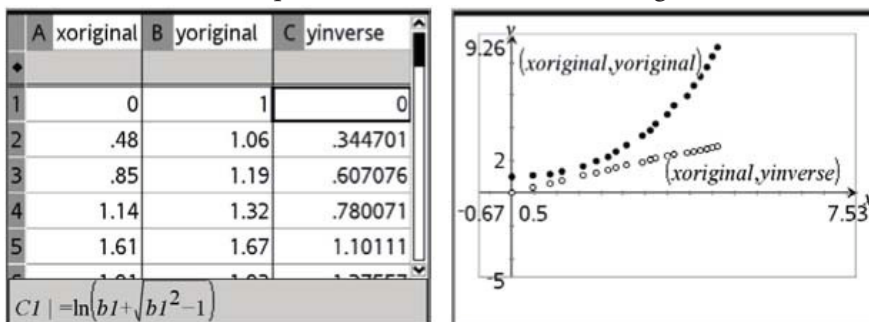 A xoriginal B yoriginal C yinverse
◆
1 0 1 0
2 .48 1.06 .344701
3 .85 1.19 .607076
4 1.14 1.32 .780071
5 1.61 1.67 1.10111
C1 | =ln(b1+√b1²−1)
9.26 y
(xoriginal,yoriginal)
2
(xoriginal,yinverse)
-0.67 0.5 7.53
-5